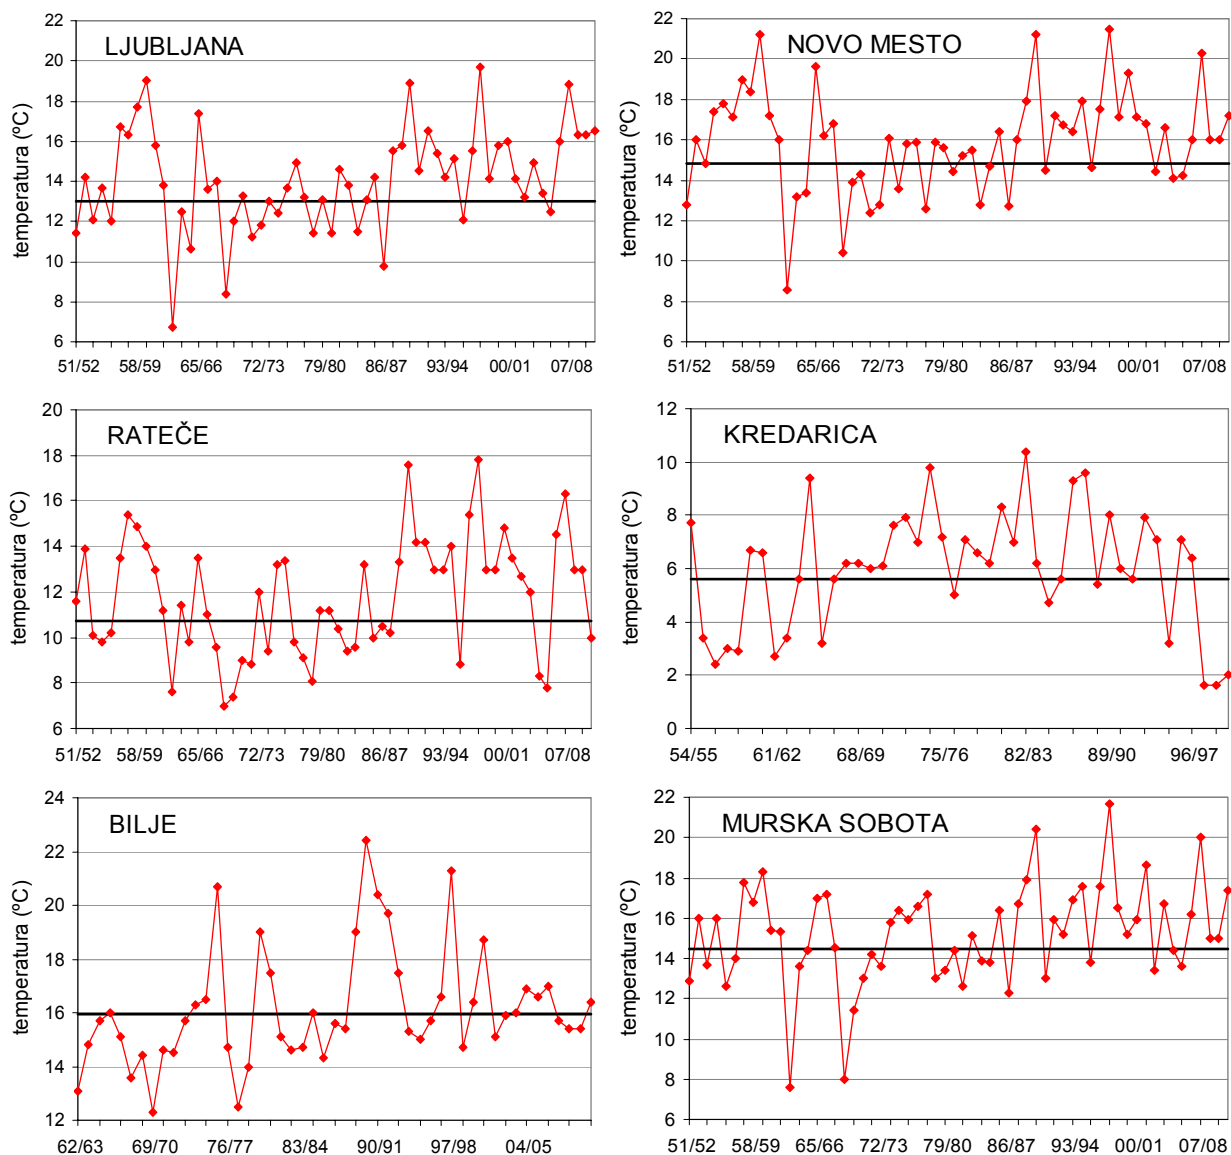 LJUBLJANA
temperatura (ºC)
22
20
18
16
14
12
10
8
6
51/52 58/59 65/66 72/73 79/80 86/87 93/94 00/01 07/08
NOVO MESTO
temperatura (ºC)
22
20
18
16
14
12
10
8
6
51/52 58/59 65/66 72/73 79/80 86/87 93/94 00/01 07/08
RATEČE
temperatura (ºC)
20
18
16
14
12
10
8
6
51/52 58/59 65/66 72/73 79/80 86/87 93/94 00/01 07/08
KREDARICA
temperatura (ºC)
12
10
8
6
4
2
0
54/55 61/62 68/69 75/76 82/83 89/90 96/97
BILJE
temperatura (ºC)
24
22
20
18
16
14
12
62/63 69/70 76/77 83/84 90/91 97/98 04/05
MURSKA SOBOTA
temperatura (ºC)
22
20
18
16
14
12
10
8
6
51/52 58/59 65/66 72/73 79/80 86/87 93/94 00/01 07/08